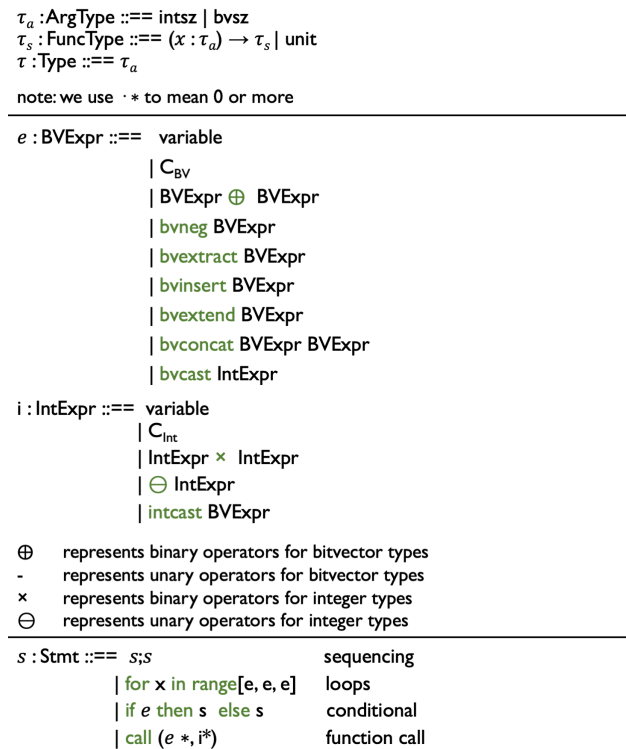 τₐ :ArgType ::== intsz | bvsz
τₛ : FuncType ::== (x : τₐ) → τₛ | unit
τ : Type ::== τₐ
note: we use · * to mean 0 or more
e : BVExpr ::== variable
| C_BV
| BVExpr ⊕ BVExpr
| bvneg BVExpr
| bvextract BVExpr
| bvinsert BVExpr
| bvextend BVExpr
| bvconcat BVExpr BVExpr
| bvcast IntExpr
i : IntExpr ::== variable
| C_Int
| IntExpr × IntExpr
| ⊖ IntExpr
| intcast BVExpr
⊕ represents binary operators for bitvector types
- represents unary operators for bitvector types
× represents binary operators for integer types
⊖ represents unary operators for integer types
s : Stmt ::== s;s sequencing
| for x in range[e, e, e] loops
| if e then s else s conditional
| call (e *, i*) function call